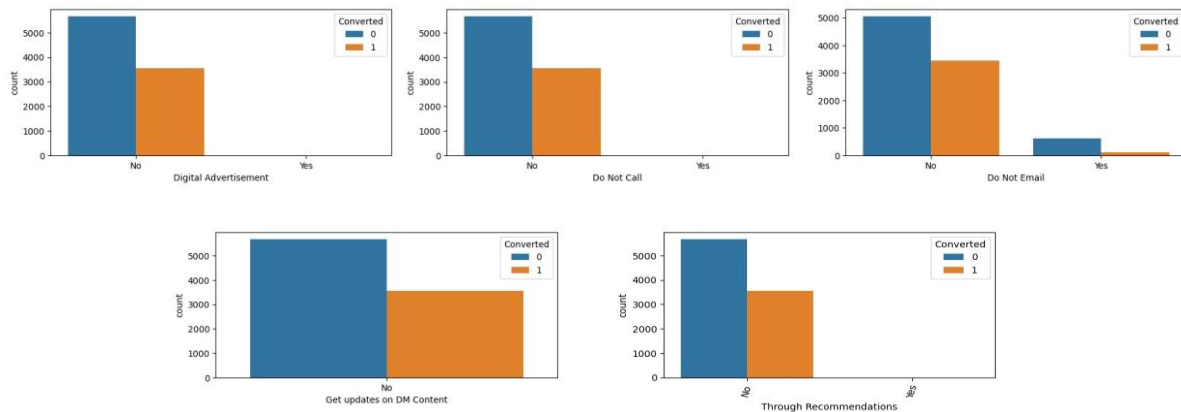 Converted
0
1
5000
4000
3000
2000
1000
0
count
No
Yes
Digital Advertisement
Converted
0
1
5000
4000
3000
2000
1000
0
count
No
Yes
Do Not Call
Converted
0
1
5000
4000
3000
2000
1000
0
count
No
Yes
Do Not Email
Converted
0
1
5000
4000
3000
2000
1000
0
count
No
Get updates on DM Content
Converted
0
1
5000
4000
3000
2000
1000
0
count
No
Yes
Through Recommendations